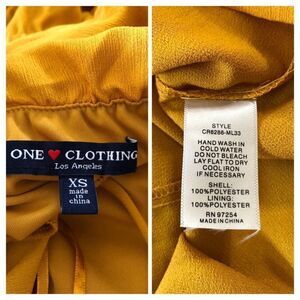 ONE ♥ CLOTHING
Los Angeles
XS
made
in
china
STYLE
CR8288-ML33
HAND WASH IN
COLD WATER
DO NOT BLEACH
LAY FLAT TO DRY
COOL IRON
IF NECESSARY
SHELL:
100%POLYESTER
LINING:
100%POLYESTER
RN 97254
MADE IN CHINA